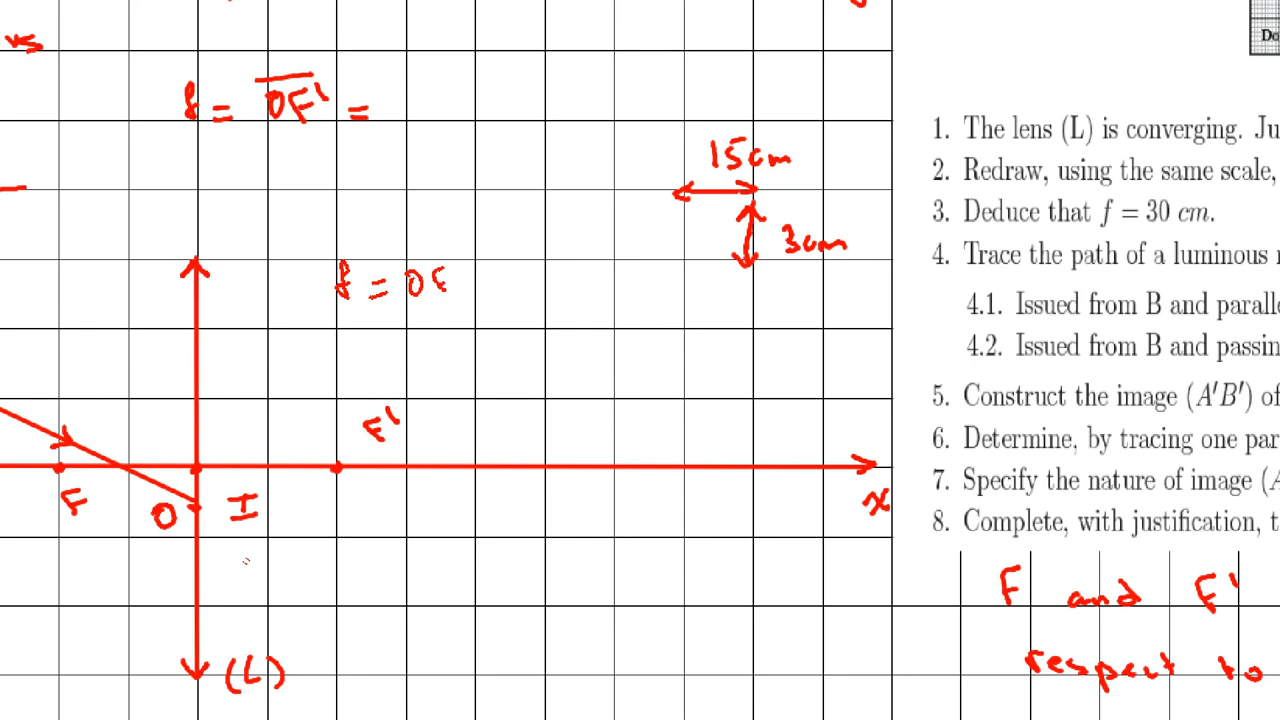 Do
vs
f = OF' =
15cm
3cm
f = OF
F'
F
O
I
x
(L)
1. The lens (L) is converging. Ju
2. Redraw, using the same scale,
3. Deduce that f = 30 cm.
4. Trace the path of a luminous
4.1. Issued from B and paralle
4.2. Issued from B and passin
5. Construct the image (A'B') of
6. Determine, by tracing one par
7. Specify the nature of image (A
8. Complete, with justification, t
F and F'
respect to